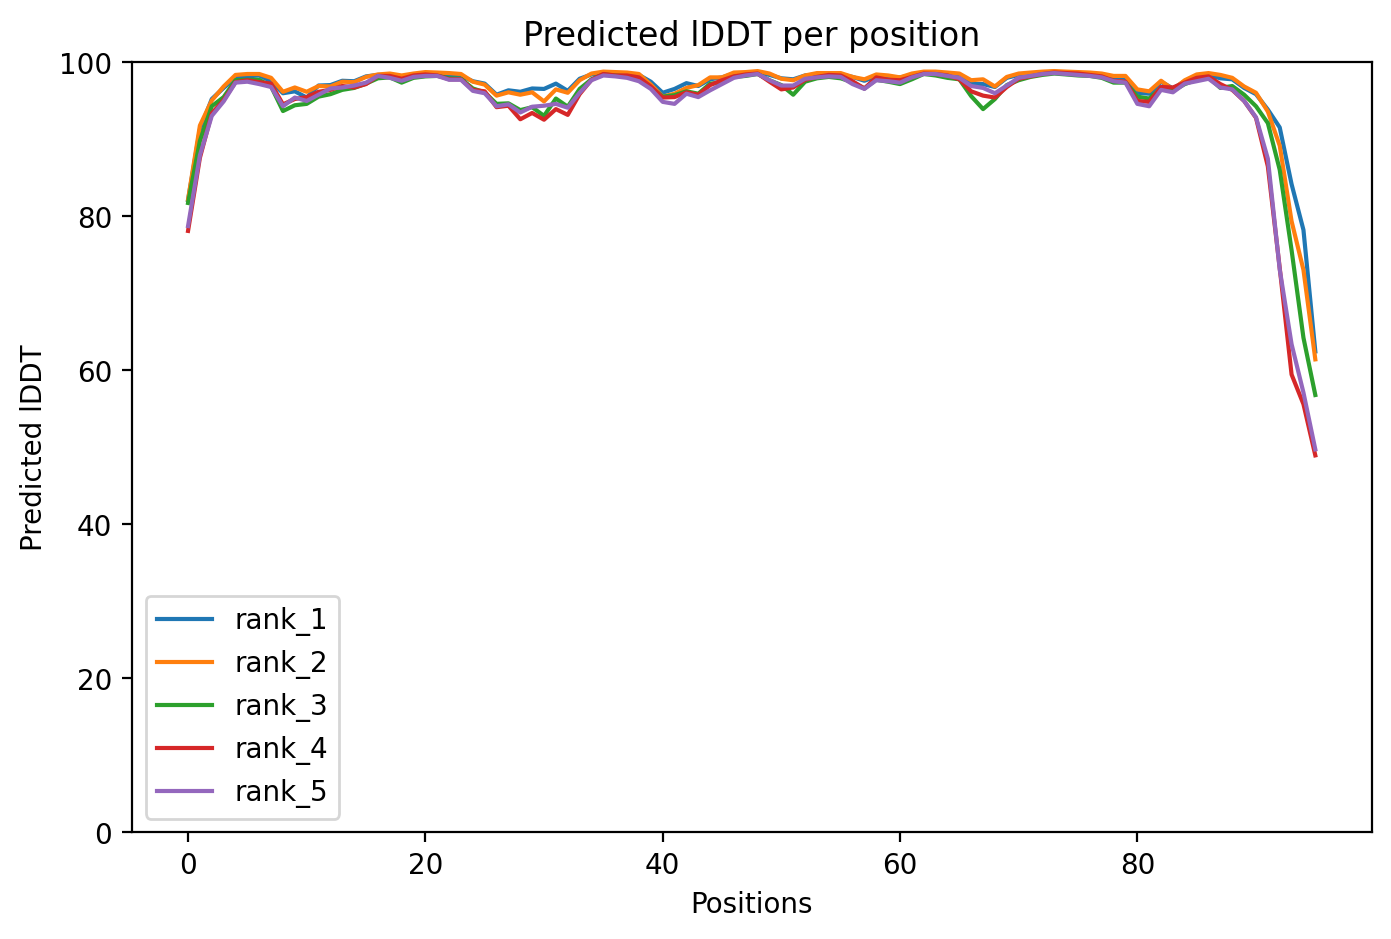 Predicted lDDT per position
100
80
60
40
20
0
Predicted lDDT
rank_1
rank_2
rank_3
rank_4
rank_5
0 20 40 60 80
Positions